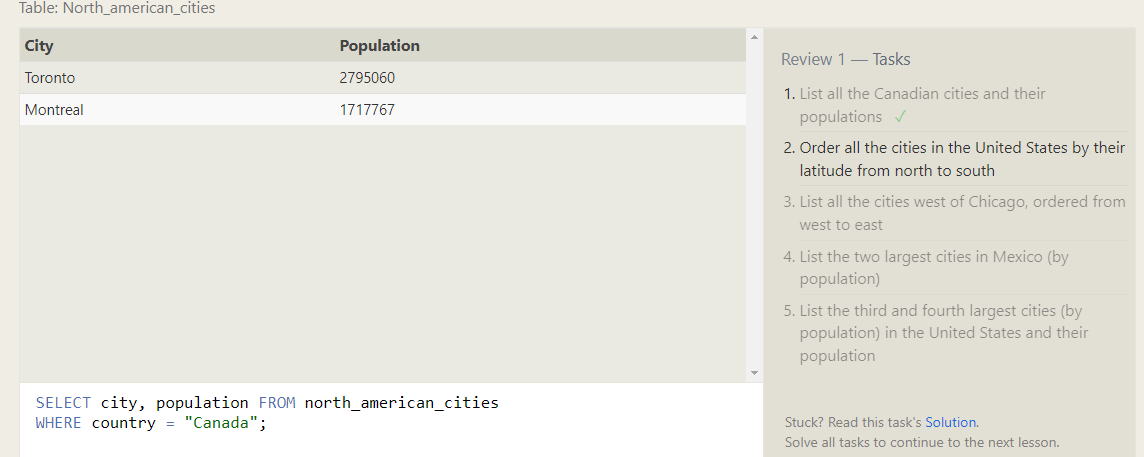 Table: North_american_cities
City Population
Toronto 2795060
Montreal 1717767
SELECT city, population FROM north_american_cities
WHERE country = "Canada";
Review 1 — Tasks
1. List all the Canadian cities and their
populations ✓
2. Order all the cities in the United States by their
latitude from north to south
3. List all the cities west of Chicago, ordered from
west to east
4. List the two largest cities in Mexico (by
population)
5. List the third and fourth largest cities (by
population) in the United States and their
population
Stuck? Read this task's Solution.
Solve all tasks to continue to the next lesson.